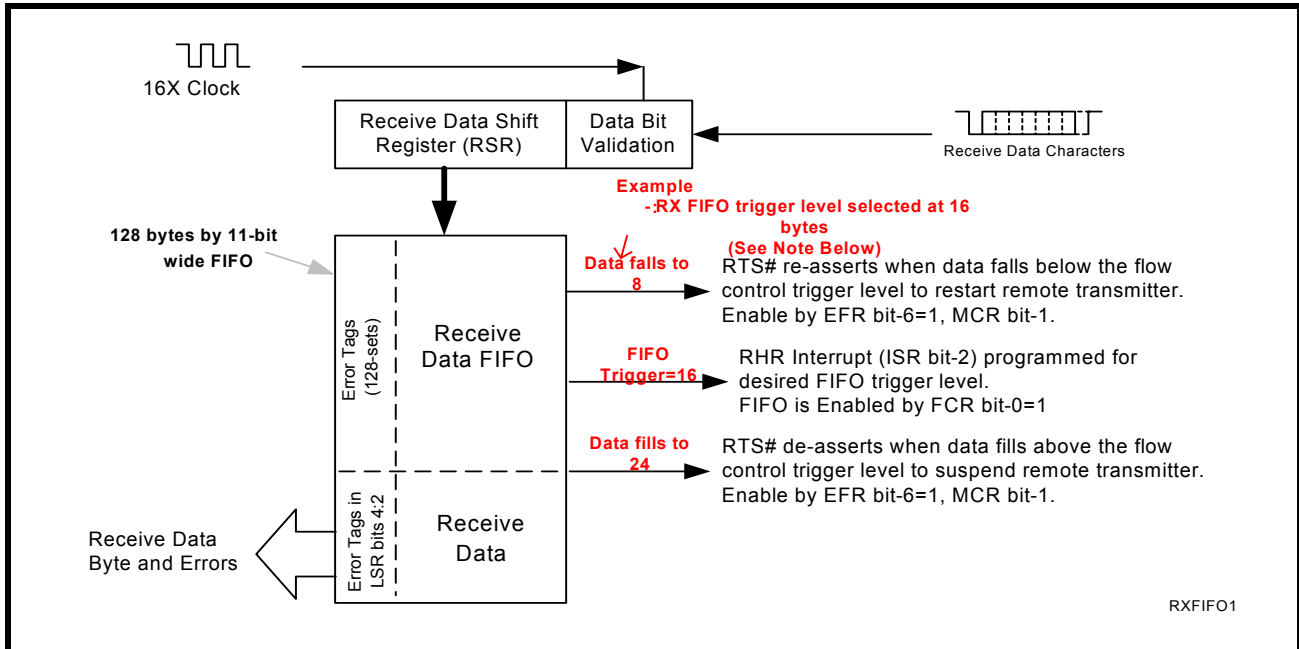 16X Clock
Receive Data Shift
Register (RSR)
Data Bit
Validation
Receive Data Characters
Example
-:RX FIFO trigger level selected at 16
bytes
(See Note Below)
128 bytes by 11-bit
wide FIFO
Data falls to
8
RTS# re-asserts when data falls below the flow
control trigger level to restart remote transmitter.
Enable by EFR bit-6=1, MCR bit-1.
Error Tags
(128-sets)
Receive
Data FIFO
FIFO
Trigger=16
RHR Interrupt (ISR bit-2) programmed for
desired FIFO trigger level.
FIFO is Enabled by FCR bit-0=1
Data fills to
24
RTS# de-asserts when data fills above the flow
control trigger level to suspend remote transmitter.
Enable by EFR bit-6=1, MCR bit-1.
Error Tags in
LSR bits 4:2
Receive
Data
Receive Data
Byte and Errors
RXFIFO1